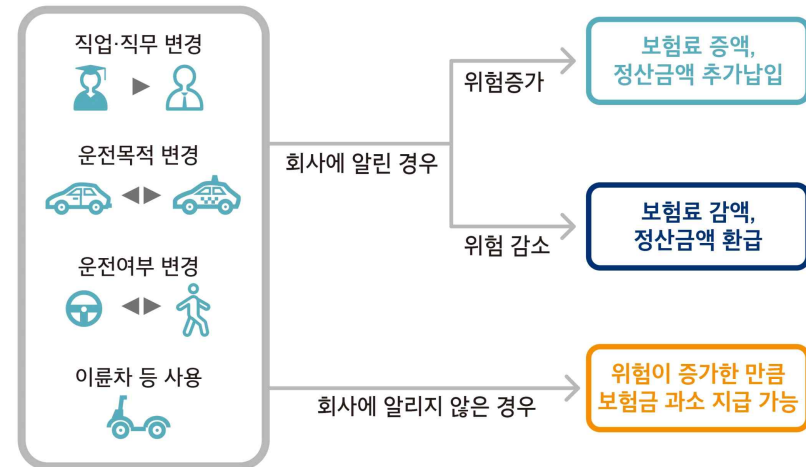 직업·직무 변경
운전목적 변경
운전여부 변경
이륜차 등 사용
회사에 알린 경우
위험증가
보험료 증액,
정산금액 추가납입
위험 감소
보험료 감액,
정산금액 환급
회사에 알리지 않은 경우
위험이 증가한 만큼
보험금 과소 지급 가능